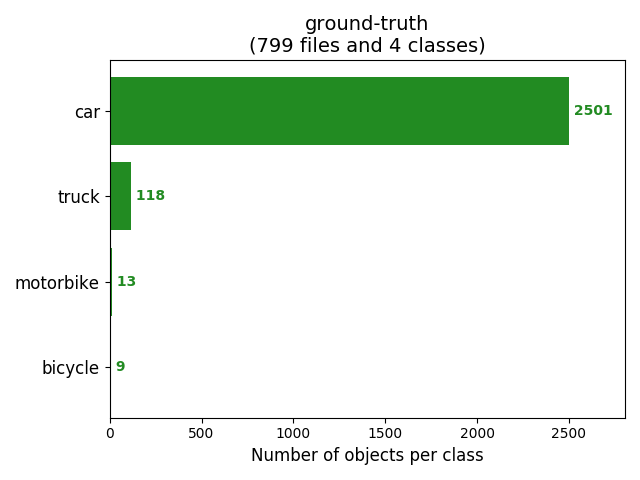 ground-truth
(799 files and 4 classes)
car
2501
truck
118
motorbike
13
bicycle
9
0 500 1000 1500 2000 2500
Number of objects per class